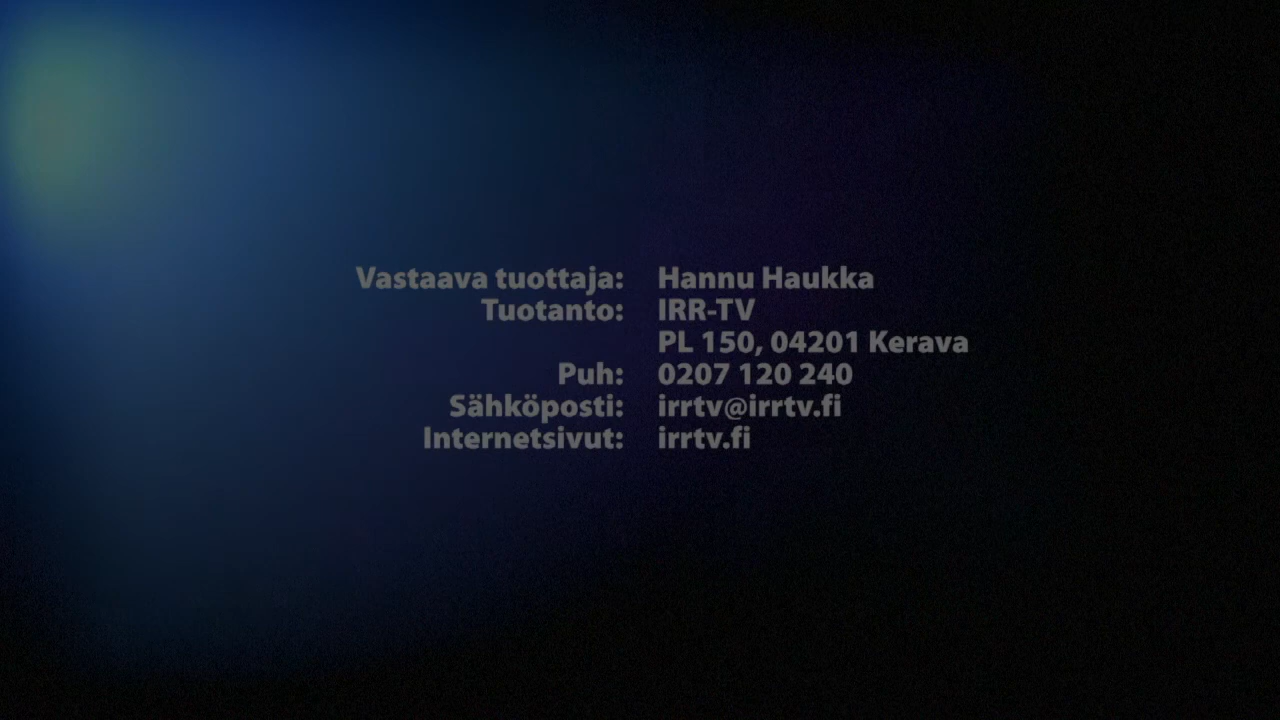 Vastaava tuottaja: Hannu Haukka
Tuotanto: IRR-TV
PL 150, 04201 Kerava
Puh: 0207 120 240
Sähköposti: irrtv@irrtv.fi
Internetsivut: irrtv.fi